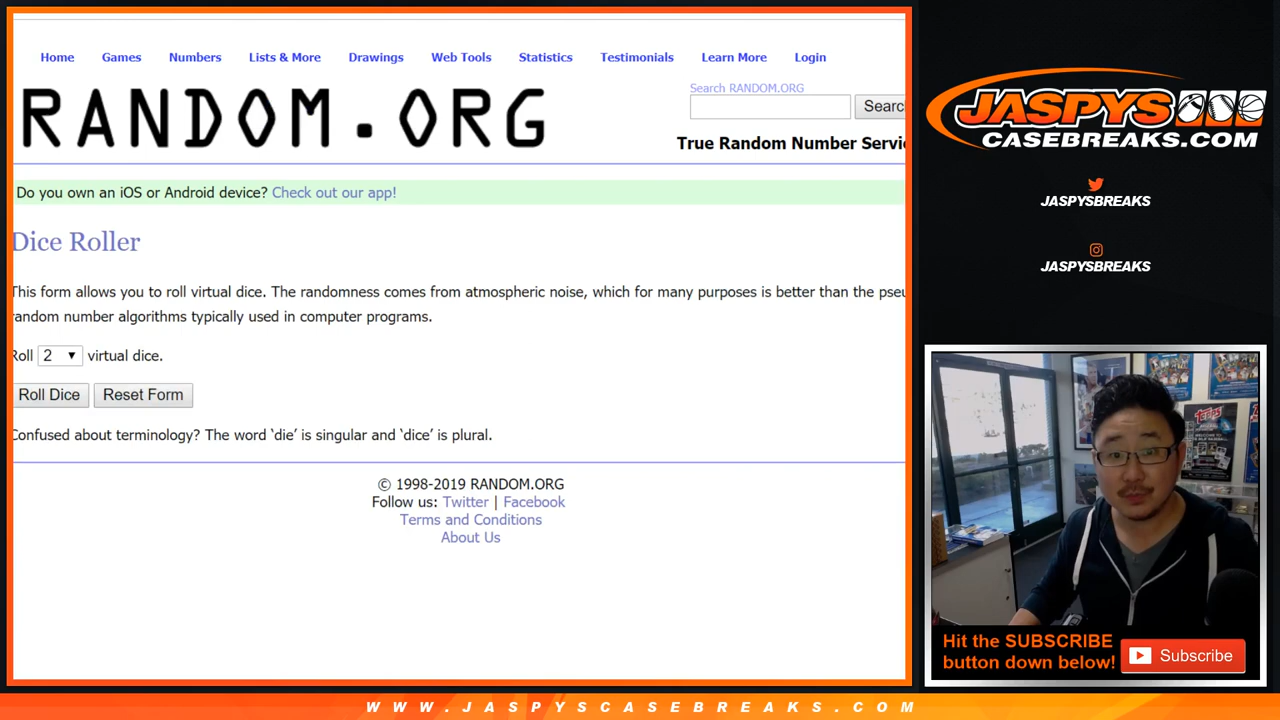 Home Games Numbers Lists & More Drawings Web Tools Statistics Testimonials Learn More Login
Search RANDOM.ORG
RANDOM.ORG
Searc
True Random Number Servi
Do you own an iOS or Android device? Check out our app!
Dice Roller
This form allows you to roll virtual dice. The randomness comes from atmospheric noise, which for many purposes is better than the pseu
random number algorithms typically used in computer programs.
Roll 2 virtual dice.
Roll Dice Reset Form
Confused about terminology? The word ‘die’ is singular and ‘dice’ is plural.
© 1998-2019 RANDOM.ORG
Follow us: Twitter | Facebook
Terms and Conditions
About Us
JASPYS
CASEBREAKS.COM
JASPYSBREAKS
JASPYSBREAKS
TOPPS
Hit the SUBSCRIBE
button down below!
Subscribe
WWW.JASPYSCASEBREAKS.COM